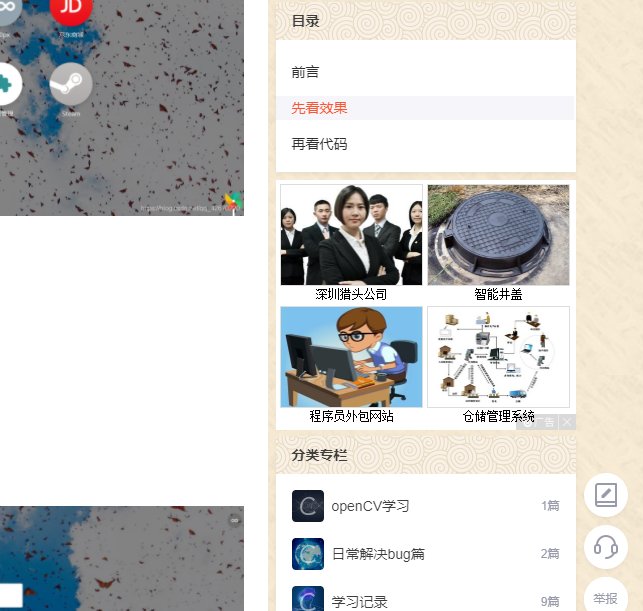 JD
Steam
目录
前言
先看效果
再看代码
深圳猎头公司
智能井盖
程序员外包网站
仓储管理系统
广告
分类专栏
openCV学习
1篇
日常解决bug篇
2篇
学习记录
9篇
举报